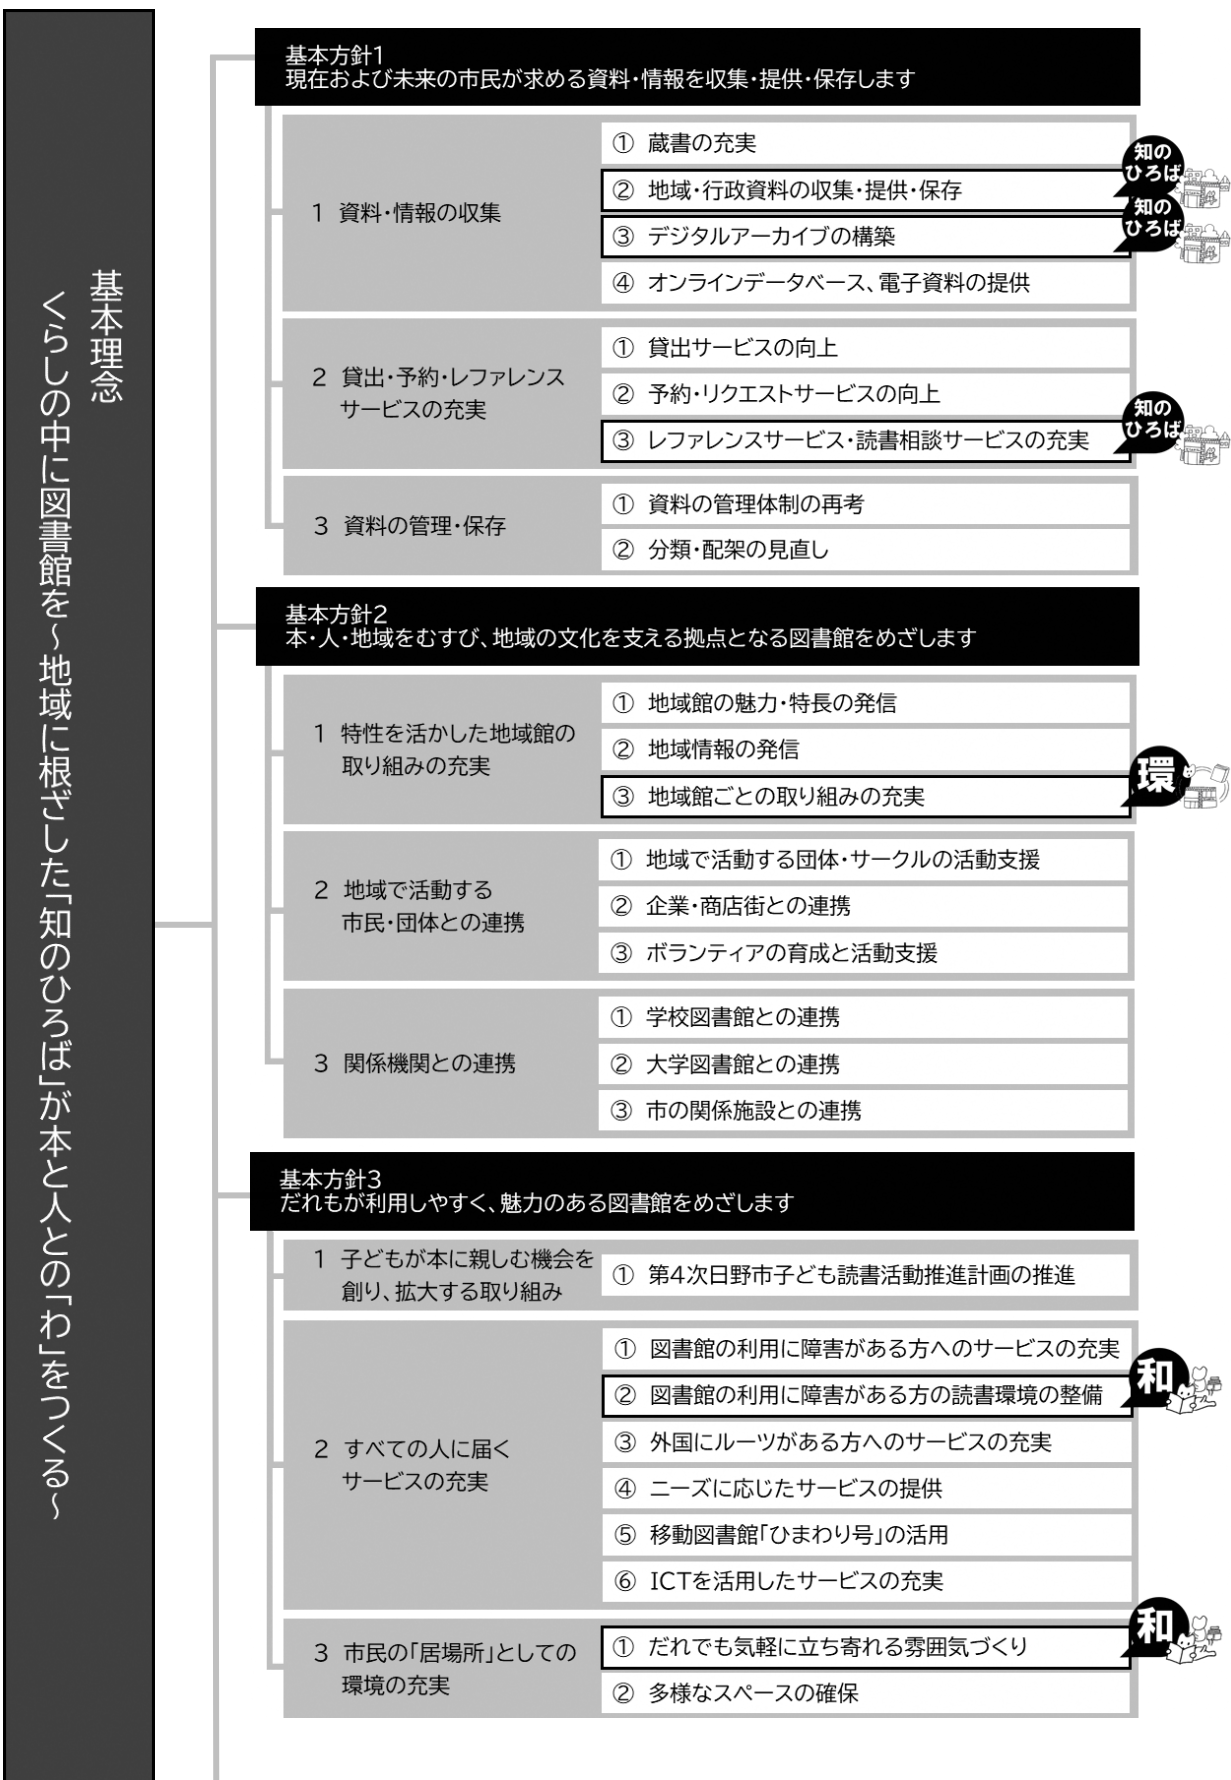 基本理念
くらしの中に図書館を~地域に根ざした「知のひろば」が本と人との「わ」をつくる~
基本方針1
現在および未来の市民が求める資料・情報を収集・提供・保存します
1 資料・情報の収集
① 蔵書の充実
② 地域・行政資料の収集・提供・保存
知の
ひろば
③ デジタルアーカイブの構築
知の
ひろば
④ オンラインデータベース、電子資料の提供
2 貸出・予約・レファレンス
サービスの充実
① 貸出サービスの向上
② 予約・リクエストサービスの向上
③ レファレンスサービス・読書相談サービスの充実
知の
ひろば
3 資料の管理・保存
① 資料の管理体制の再考
② 分類・配架の見直し
基本方針2
本・人・地域をむすび、地域の文化を支える拠点となる図書館をめざします
1 特性を活かした地域館の
取り組みの充実
① 地域館の魅力・特長の発信
② 地域情報の発信
③ 地域館ごとの取り組みの充実
環
2 地域で活動する
市民・団体との連携
① 地域で活動する団体・サークルの活動支援
② 企業・商店街との連携
③ ボランティアの育成と活動支援
3 関係機関との連携
① 学校図書館との連携
② 大学図書館との連携
③ 市の関係施設との連携
基本方針3
だれもが利用しやすく、魅力のある図書館をめざします
1 子どもが本に親しむ機会を
創り、拡大する取り組み
① 第4次日野市子ども読書活動推進計画の推進
2 すべての人に届く
サービスの充実
① 図書館の利用に障害がある方へのサービスの充実
② 図書館の利用に障害がある方の読書環境の整備
和
③ 外国にルーツがある方へのサービスの充実
④ ニーズに応じたサービスの提供
⑤ 移動図書館「ひまわり号」の活用
⑥ ICTを活用したサービスの充実
3 市民の「居場所」としての
環境の充実
① だれでも気軽に立ち寄れる雰囲気づくり
和
② 多様なスペースの確保